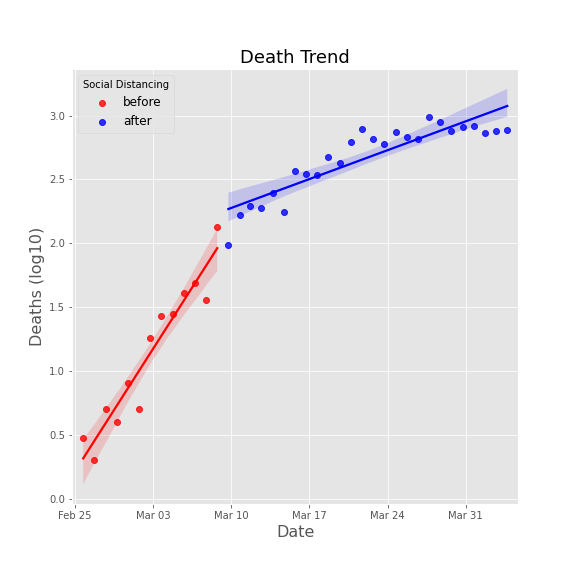 Death Trend
Social Distancing
before
after
3.0
2.5
2.0
1.5
1.0
0.5
0.0
Deaths (log10)
Feb 25 Mar 03 Mar 10 Mar 17 Mar 24 Mar 31
Date